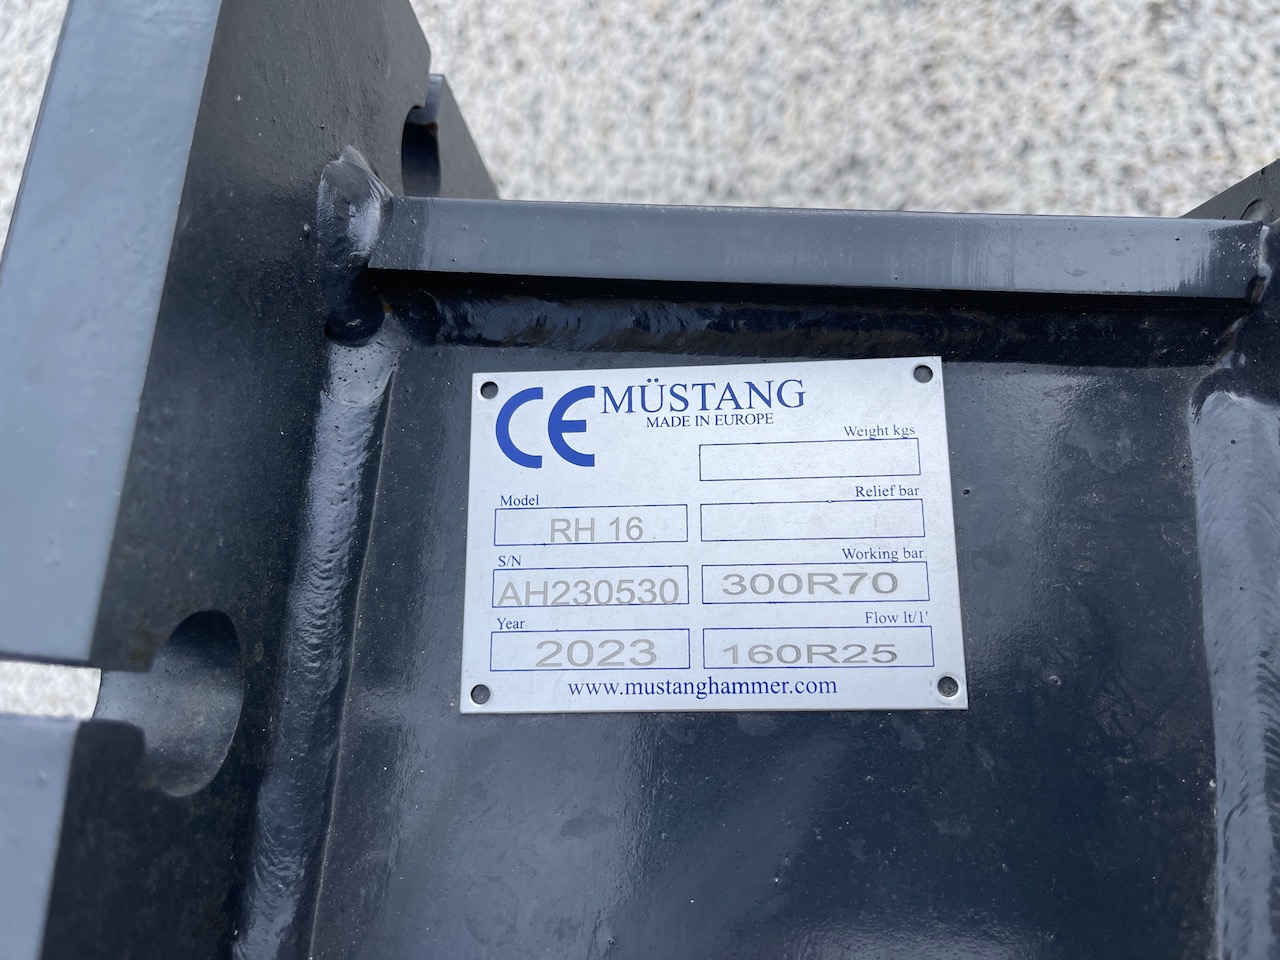 CE MÜSTANG
MADE IN EUROPE
Weight kgs
Model
RH 16
Relief bar
S/N
AH230530
Working bar
300R70
Year
2023
Flow lt/1'
160R25
www.mustanghammer.com